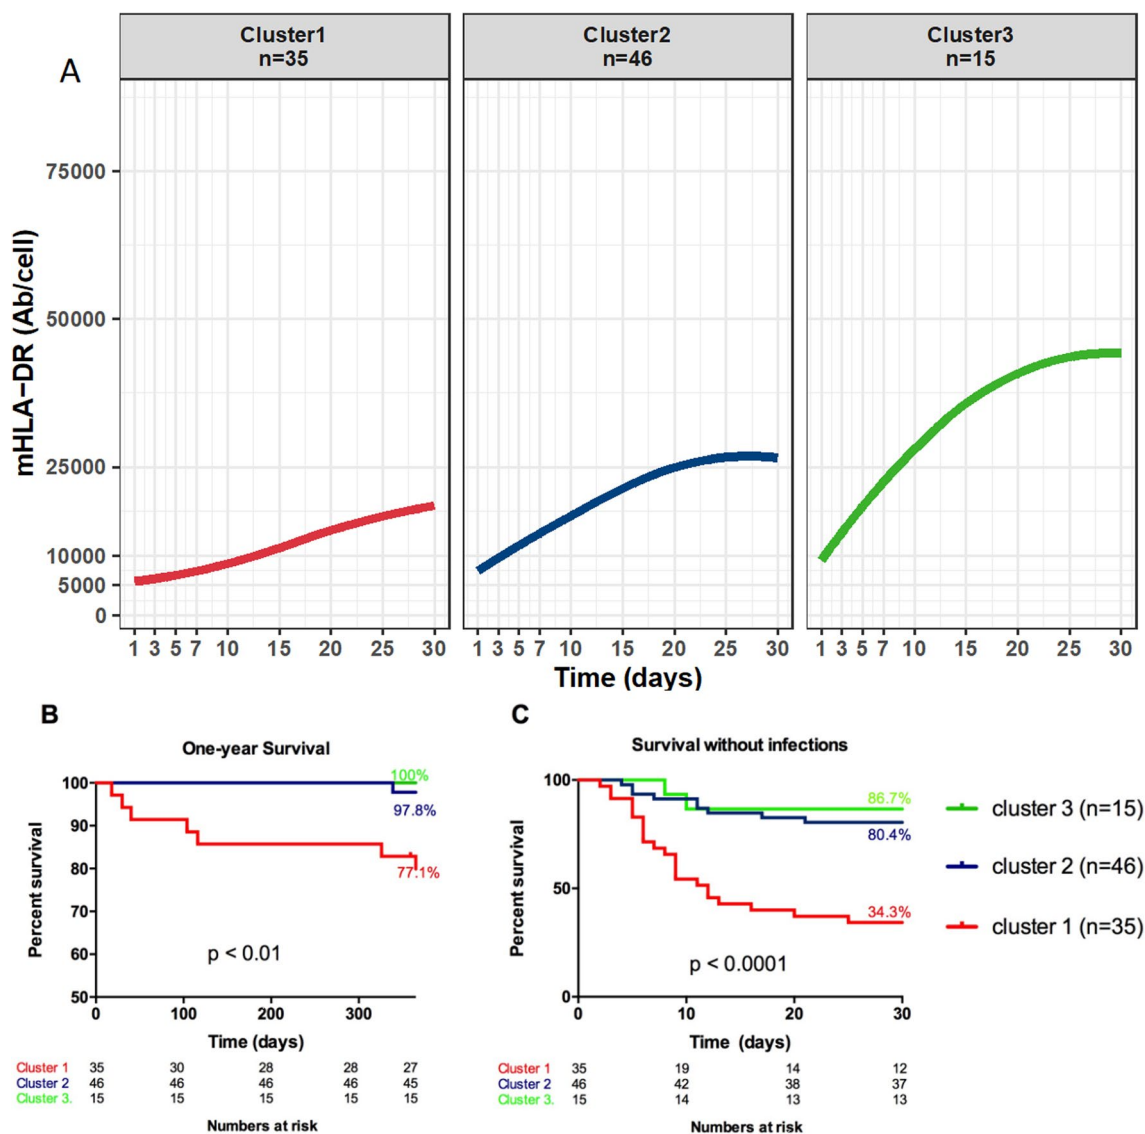 A
Cluster1
n=35
Cluster2
n=46
Cluster3
n=15
mHLA−DR (Ab/cell)
75000
50000
25000
10000
5000
0
1 3 5 7 10 15 20 25 30
1 3 5 7 10 15 20 25 30
1 3 5 7 10 15 20 25 30
Time (days)
B
One-year Survival
Percent survival
100
90
80
70
60
50
100%
97.8%
77.1%
p < 0.01
0 100 200 300
Time (days)
Cluster 1 35 30 28 28 27
Cluster 2 46 46 46 46 45
Cluster 3. 15 15 15 15 15
Numbers at risk
C
Survival without infections
Percent survival
100
50
0
86.7%
80.4%
34.3%
p < 0.0001
0 10 20 30
Time (days)
Cluster 1 35 19 14 12
Cluster 2 46 42 38 37
Cluster 3. 15 14 13 13
Numbers at risk
cluster 3 (n=15)
cluster 2 (n=46)
cluster 1 (n=35)